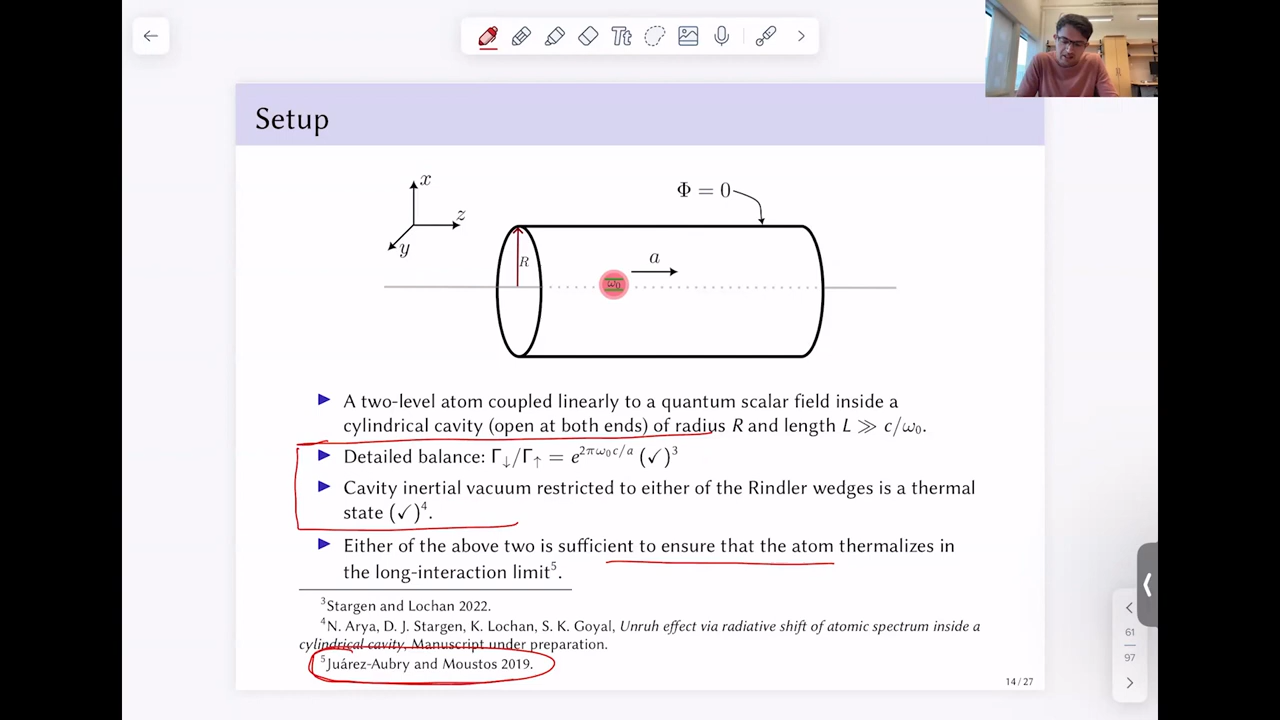 Tt
Setup
x
z
y
Φ = 0
R
a
ω₀
A two-level atom coupled linearly to a quantum scalar field inside a
cylindrical cavity (open at both ends) of radius R and length L ≫ c/ω₀.
Detailed balance: Γ↓/Γ↑ = e^{2πω₀c/a} (✓)³
Cavity inertial vacuum restricted to either of the Rindler wedges is a thermal
state (✓)⁴.
Either of the above two is sufficient to ensure that the atom thermalizes in
the long-interaction limit⁵.
³Stargen and Lochan 2022.
⁴N. Arya, D. J. Stargen, K. Lochan, S. K. Goyal, Unruh effect via radiative shift of atomic spectrum inside a
cylindrical cavity, Manuscript under preparation.
⁵Juárez-Aubry and Moustos 2019.
14 / 27
61
97